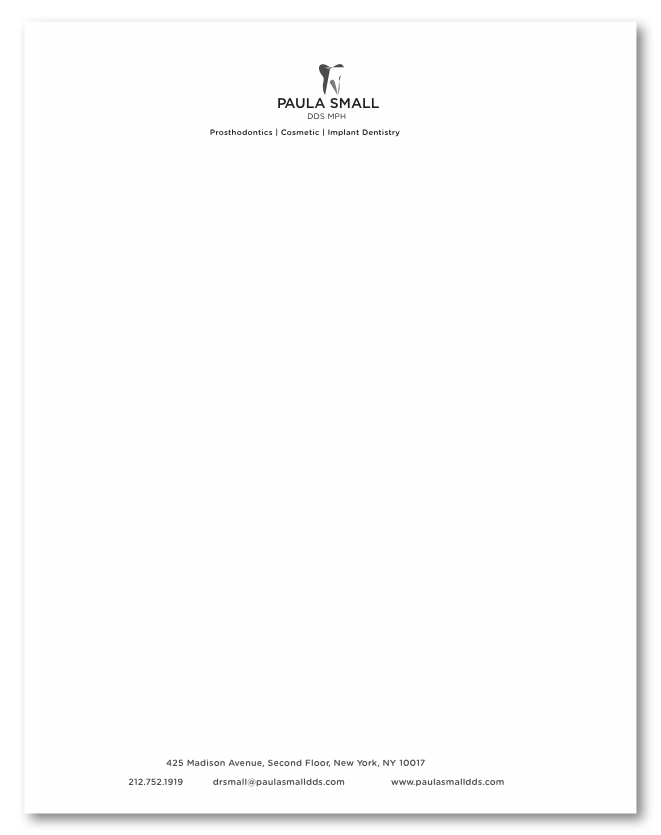 PAULA SMALL
DDS MPH
Prosthodontics | Cosmetic | Implant Dentistry
425 Madison Avenue, Second Floor, New York, NY 10017
212.752.1919 drsmall@paulasmalldds.com www.paulasmalldds.com